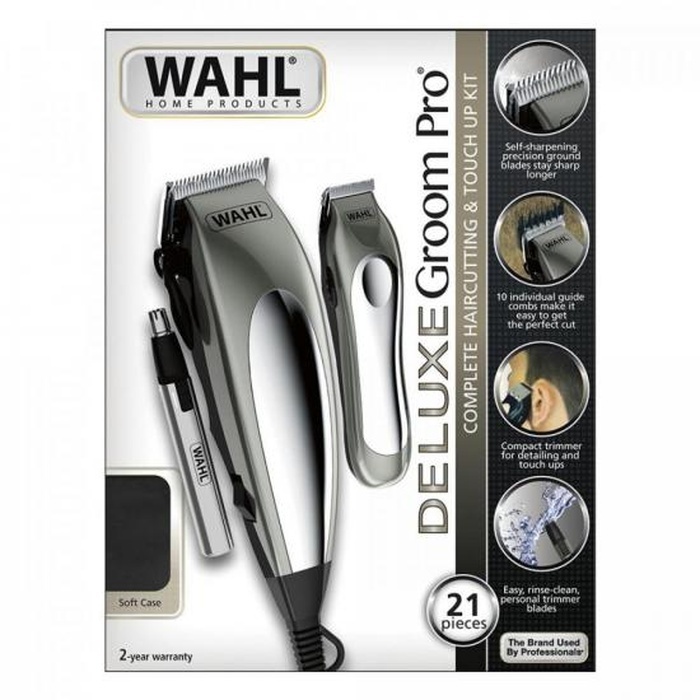 WAHL®
HOME PRODUCTS
WAHL
WAHL
WAHL
Soft Case
2-year warranty
DELUXE Groom Pro®
COMPLETE HAIRCUTTING & TOUCH UP KIT
Self-sharpening
precision ground
blades stay sharp
longer
WAHL
10 individual guide
combs make it
easy to get
the perfect cut
Compact trimmer
for detailing and
touch ups
Easy, rinse-clean,
personal trimmer
blades
21
pieces
The Brand Used
By Professionals®